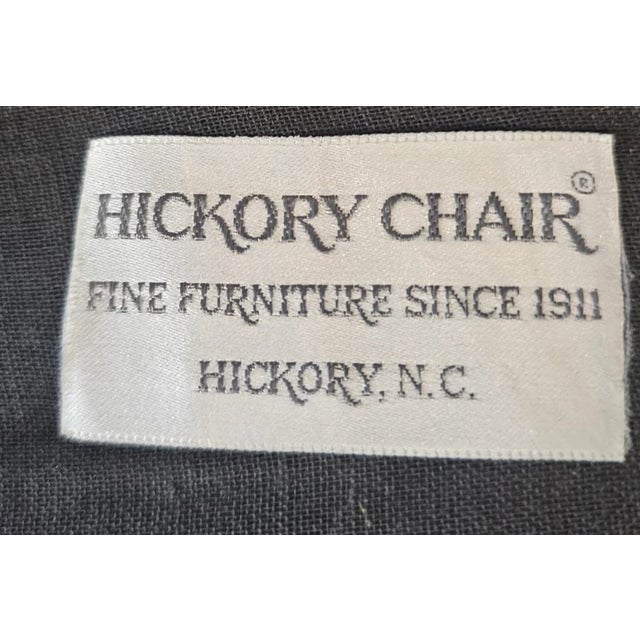 HICKORY CHAIR®
FINE FURNITURE SINCE 1911
HICKORY, N.C.